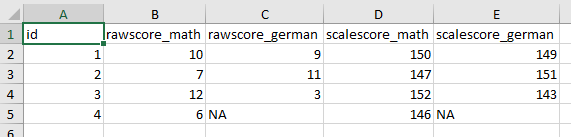 A B C D E
1 id rawscore_math rawscore_german scalescore_math scalescore_german
2 1 10 9 150 149
3 2 7 11 147 151
4 3 12 3 152 143
5 4 6 NA 146 NA
6